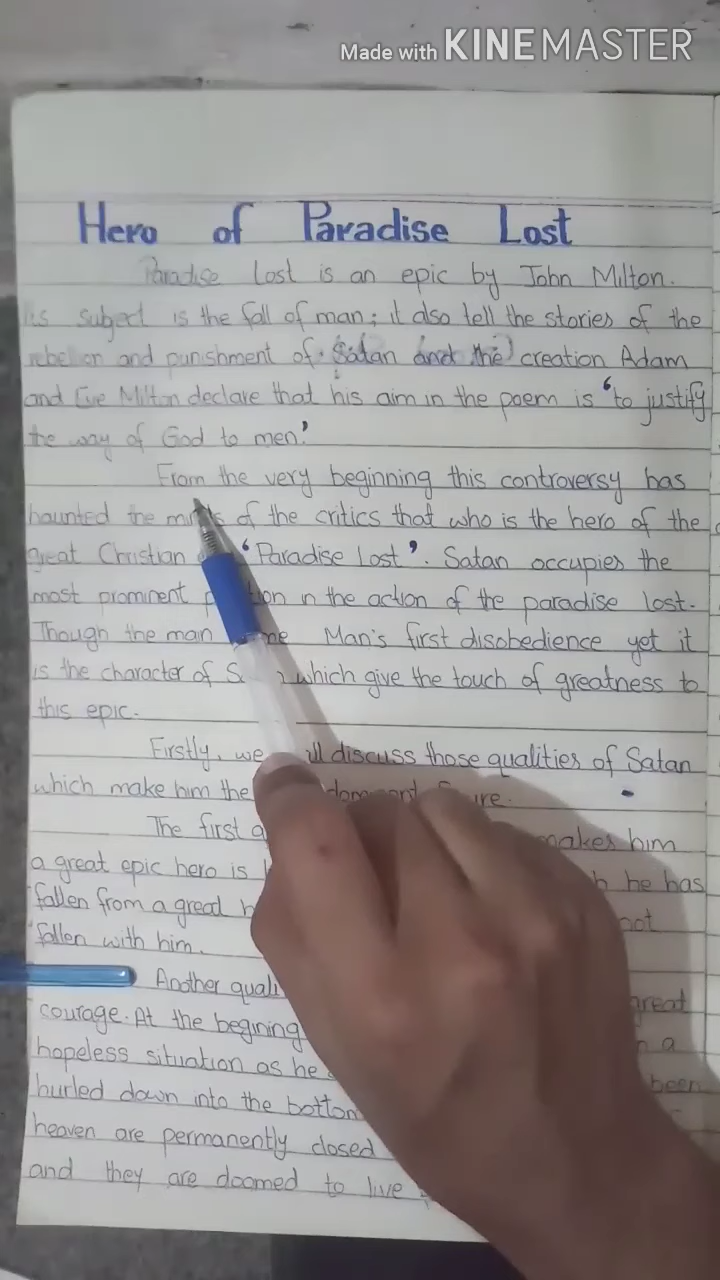 Made with KINEMASTER
Hero of Paradise Lost
Paradise Lost is an epic by John Milton.
Its subject is the fall of man; it also tell the stories of the
rebelion and punishment of Satan and the creation Adam
and Eve Milton declare that his aim in the poem is 'to justify
the way of God to men.'
From the very beginning this controversy has
haunted the of the critics that who is the hero of the
great Christian 'Paradise Lost'. Satan occupies the
most prominent in the action of the paradise lost.
Though the main Man's first disobedience yet it
is the character of which give the touch of greatness to
this epic.
Firstly, we discuss those qualities of Satan
which make him the
The first makes him
a great epic hero is he has
fallen from a great not
fallen with him.
Another great
courage. At the begining a
hopeless situation as he been
hurled down into the
heaven are permanently closed
and they are doomed to live